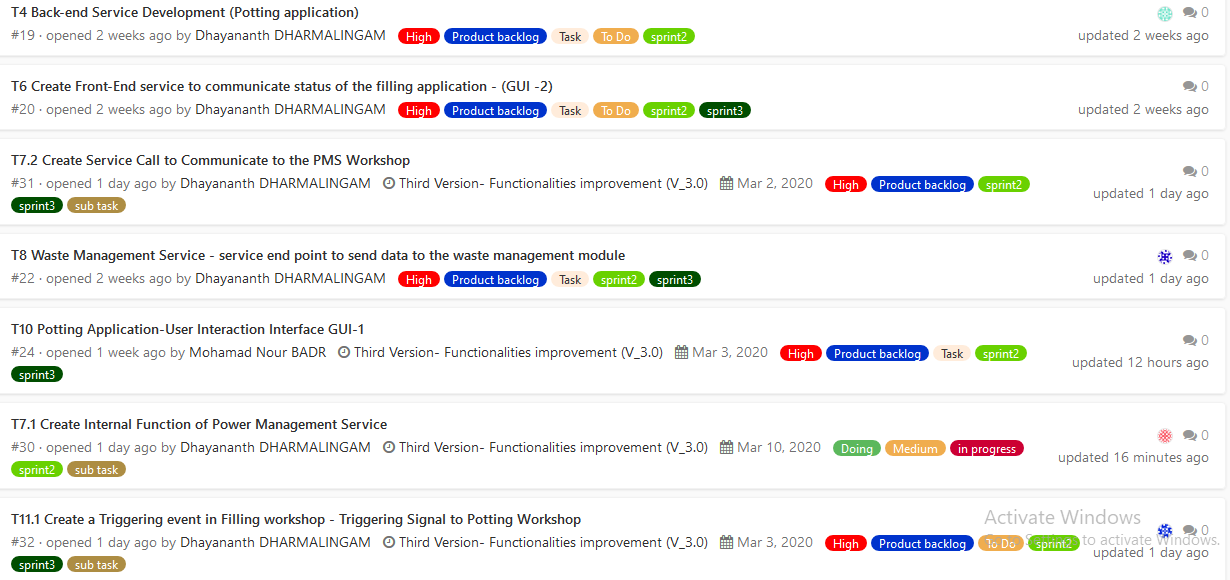 T4 Back-end Service Development (Potting application)
0
#19 · opened 2 weeks ago by Dhayananth DHARMALINGAM High Product backlog Task To Do sprint2
updated 2 weeks ago
T6 Create Front-End service to communicate status of the filling application - (GUI -2)
0
#20 · opened 2 weeks ago by Dhayananth DHARMALINGAM High Product backlog Task To Do sprint2 sprint3
updated 2 weeks ago
T7.2 Create Service Call to Communicate to the PMS Workshop
0
#31 · opened 1 day ago by Dhayananth DHARMALINGAM Third Version- Functionalities improvement (V_3.0) Mar 2, 2020 High Product backlog sprint2
updated 1 day ago
sprint3 sub task
T8 Waste Management Service - service end point to send data to the waste management module
0
#22 · opened 2 weeks ago by Dhayananth DHARMALINGAM High Product backlog Task sprint2 sprint3
updated 1 day ago
T10 Potting Application-User Interaction Interface GUI-1
0
#24 · opened 1 week ago by Mohamad Nour BADR Third Version- Functionalities improvement (V_3.0) Mar 3, 2020 High Product backlog Task sprint2
updated 12 hours ago
sprint3
T7.1 Create Internal Function of Power Management Service
0
#30 · opened 1 day ago by Dhayananth DHARMALINGAM Third Version- Functionalities improvement (V_3.0) Mar 10, 2020 Doing Medium in progress
updated 16 minutes ago
sprint2 sub task
T11.1 Create a Triggering event in Filling workshop - Triggering Signal to Potting Workshop
Activate Windows
0
#32 · opened 1 day ago by Dhayananth DHARMALINGAM Third Version- Functionalities improvement (V_3.0) Mar 3, 2020 High Product backlog To Do sprint2
to activate Windows.
updated 1 day ago
sprint3 sub task